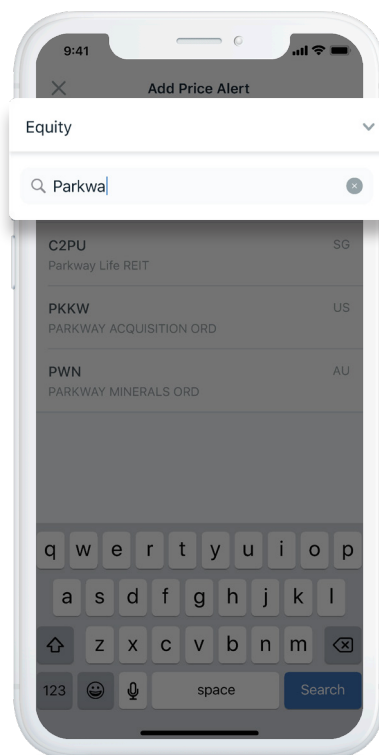 9:41
Add Price Alert
Equity
Parkwa
C2PU SG
Parkway Life REIT
PKKW US
PARKWAY ACQUISITION ORD
PWN AU
PARKWAY MINERALS ORD
q w e r t y u i o p
a s d f g h j k l
z x c v b n m
123 space Search